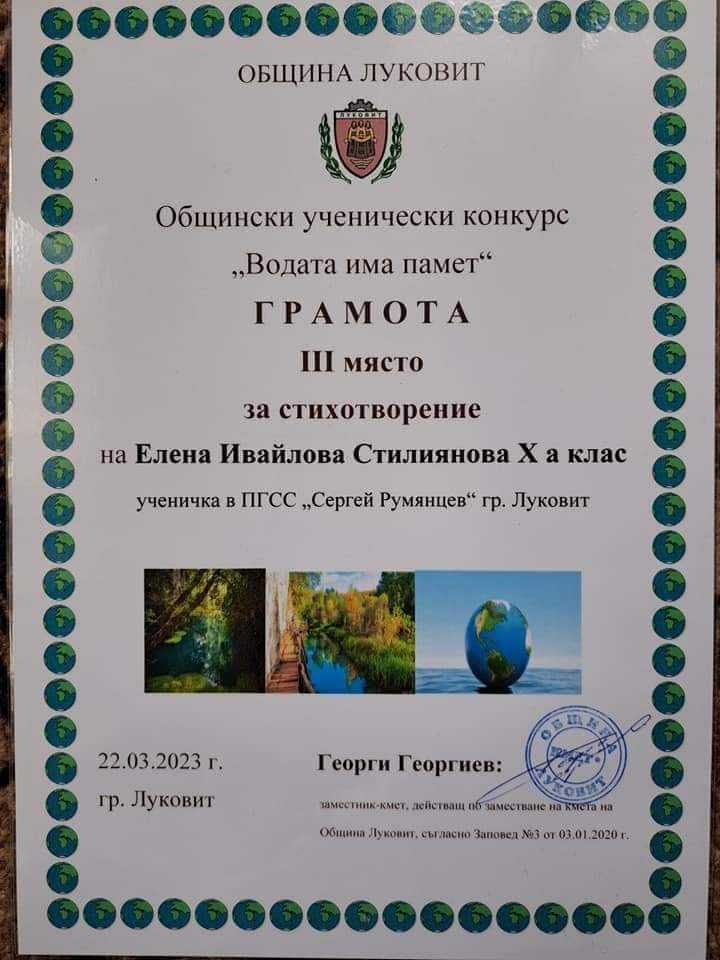 ОБЩИНА ЛУКОВИТ
ЛУКОВИТ
Общински ученически конкурс
„Водата има памет“
ГРАМОТА
III място
за стихотворение
на Елена Ивайлова Стилиянова X а клас
ученичка в ПГСС „Сергей Румянцев“ гр. Луковит
22.03.2023 г.
гр. Луковит
Георги Георгиев:
заместник-кмет, действащ по заместване на кмета на
Община Луковит, съгласно Заповед №3 от 03.01.2020 г.
ОБЩИНА
ЛУКОВИТ